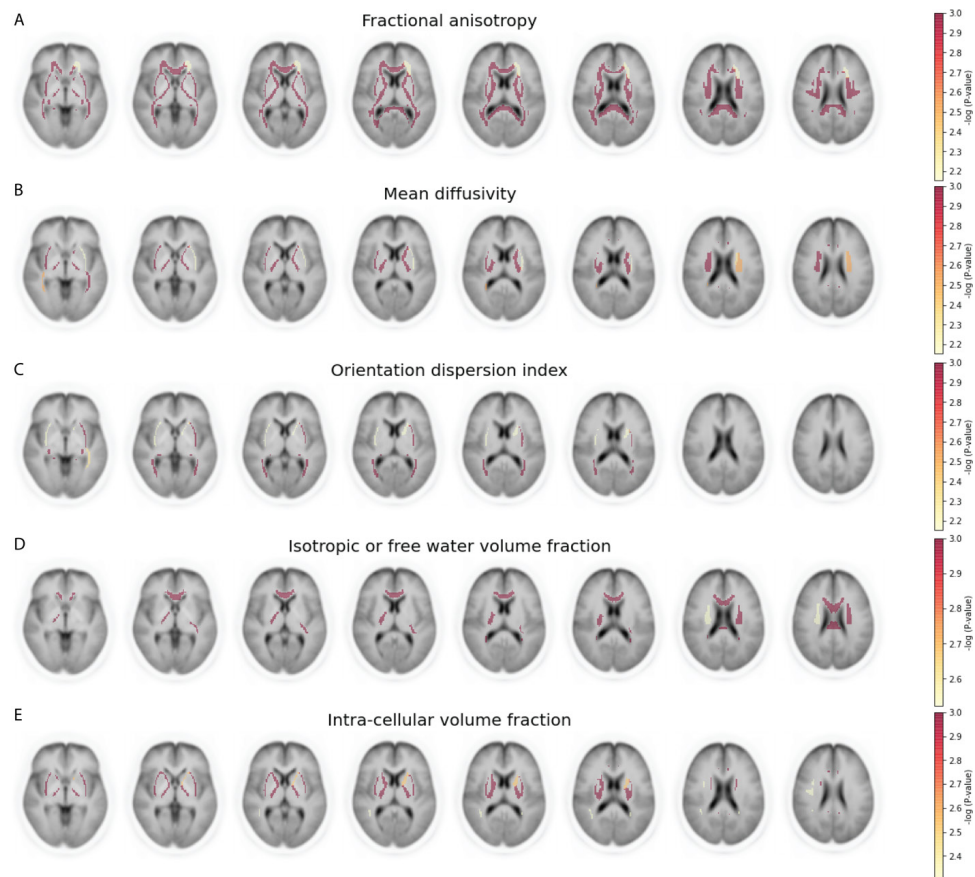 A
Fractional anisotropy
3.0
2.9
2.8
2.7
2.6
2.5
2.4
2.3
2.2
-log (P-value)
B
Mean diffusivity
3.0
2.9
2.8
2.7
2.6
2.5
2.4
2.3
2.2
-log (P-value)
C
Orientation dispersion index
3.0
2.9
2.8
2.7
2.6
2.5
2.4
2.3
2.2
-log (P-value)
D
Isotropic or free water volume fraction
3.0
2.9
2.8
2.7
2.6
-log (P-value)
E
Intra-cellular volume fraction
3.0
2.9
2.8
2.7
2.6
2.5
2.4
-log (P-value)